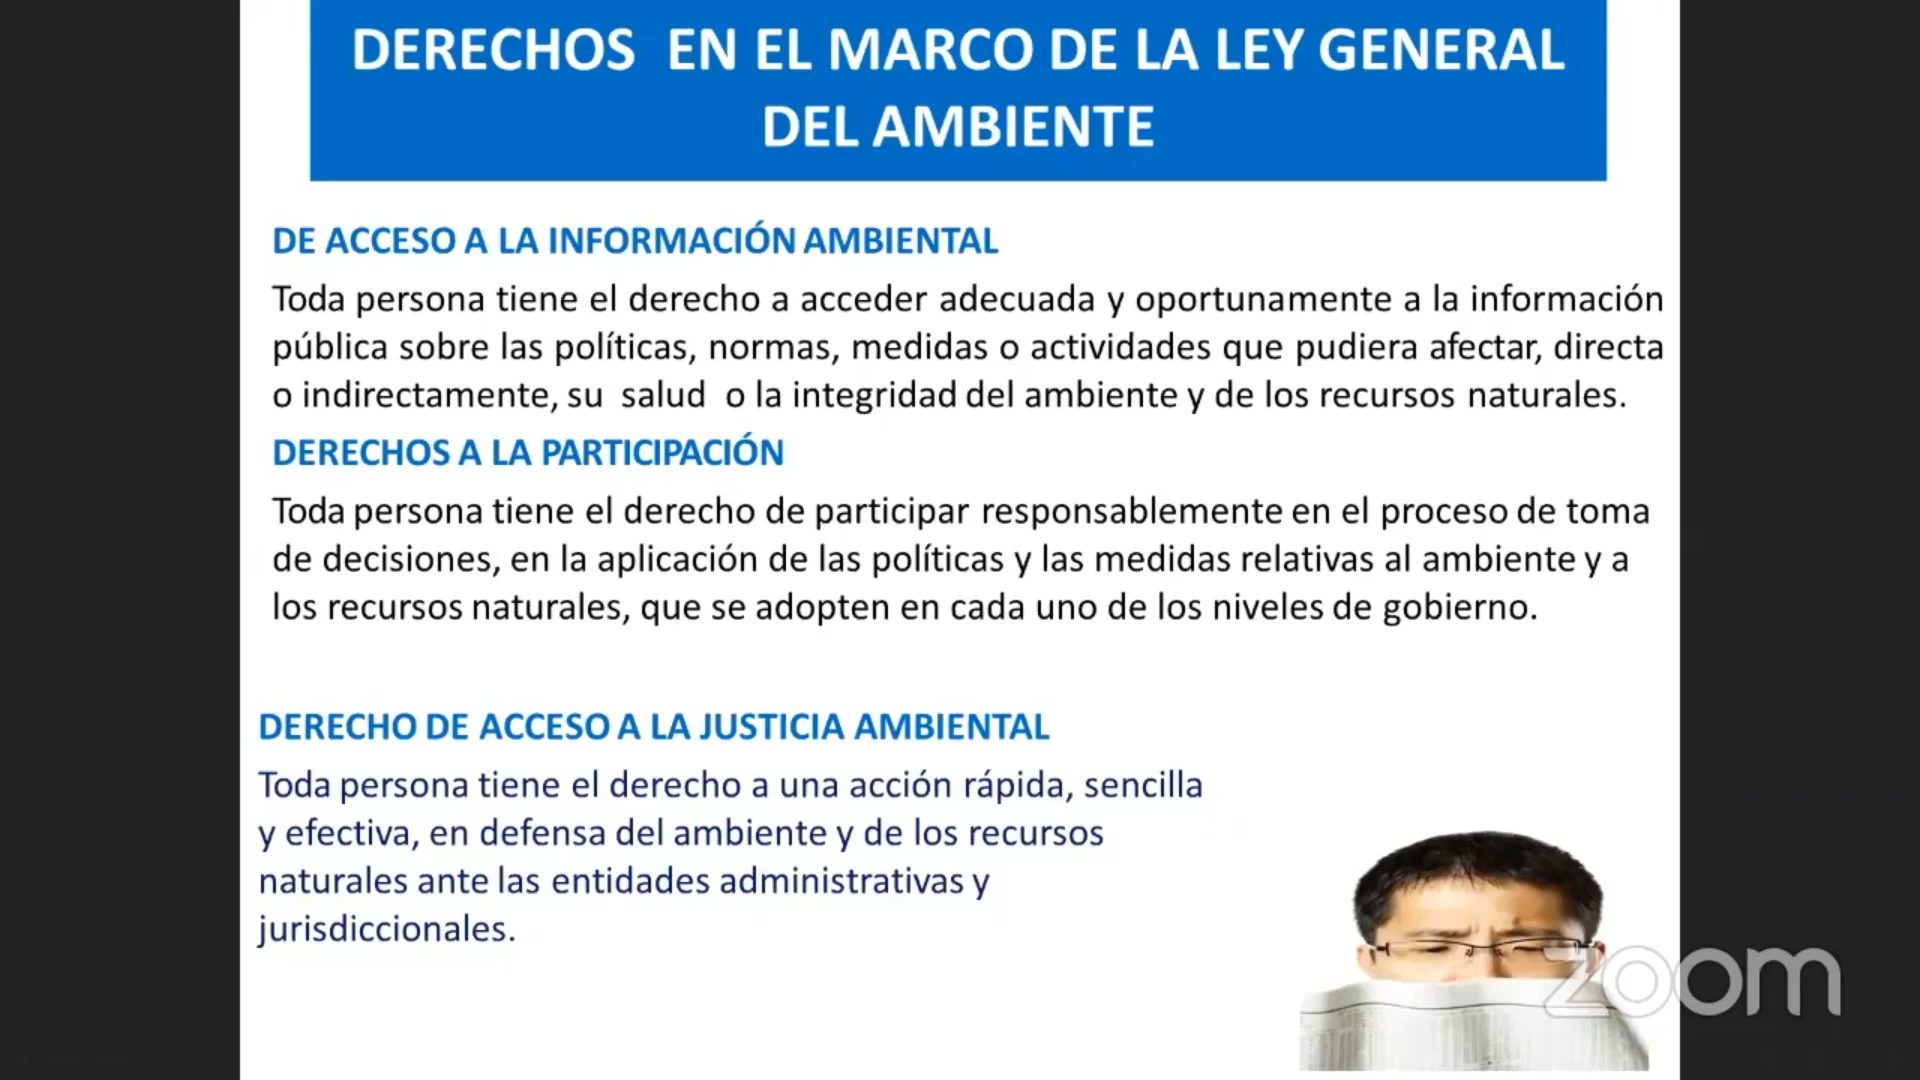 DERECHOS EN EL MARCO DE LA LEY GENERAL
DEL AMBIENTE
DE ACCESO A LA INFORMACIÓN AMBIENTAL
Toda persona tiene el derecho a acceder adecuada y oportunamente a la información
pública sobre las políticas, normas, medidas o actividades que pudiera afectar, directa
o indirectamente, su salud o la integridad del ambiente y de los recursos naturales.
DERECHOS A LA PARTICIPACIÓN
Toda persona tiene el derecho de participar responsablemente en el proceso de toma
de decisiones, en la aplicación de las políticas y las medidas relativas al ambiente y a
los recursos naturales, que se adopten en cada uno de los niveles de gobierno.
DERECHO DE ACCESO A LA JUSTICIA AMBIENTAL
Toda persona tiene el derecho a una acción rápida, sencilla
y efectiva, en defensa del ambiente y de los recursos
naturales ante las entidades administrativas y
jurisdiccionales.
zoom